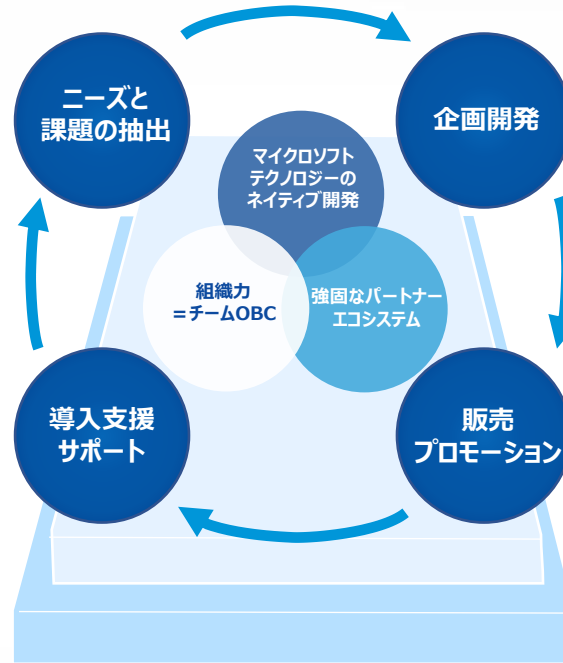 ニーズと
課題の抽出
企画開発
マイクロソフト
テクノロジーの
ネイティブ開発
組織力
=チームOBC
強固なパートナー
エコシステム
導入支援
サポート
販売
プロモーション